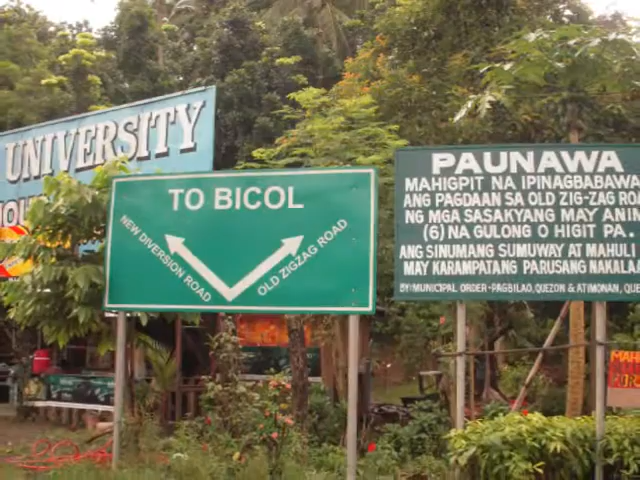 UNIVERSITY
TO BICOL
NEW DIVERSION ROAD
OLD ZIGZAG ROAD
PAUNAWA
MAHIGPIT NA IPINAGBABAWA
ANG PAGDAAN SA OLD ZIG-ZAG ROA
NG MGA SASAKYANG MAY ANIM
(6) NA GULONG O HIGIT PA.
ANG SINUMANG SUMUWAY AT MAHULI
MAY KARAMPATANG PARUSANG NAKALAA
BY: MUNICIPAL ORDER-PAGBILAO, QUEZON & ATIMONAN, QUE